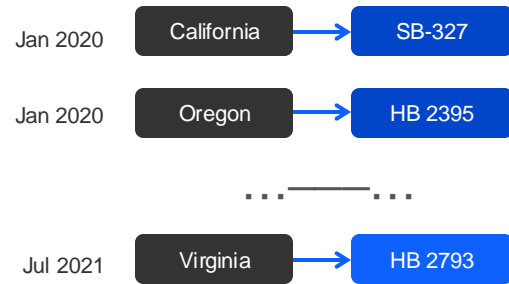 Jan 2020 California SB-327
Jan 2020 Oregon HB 2395
...———...
Jul 2021 Virginia HB 2793